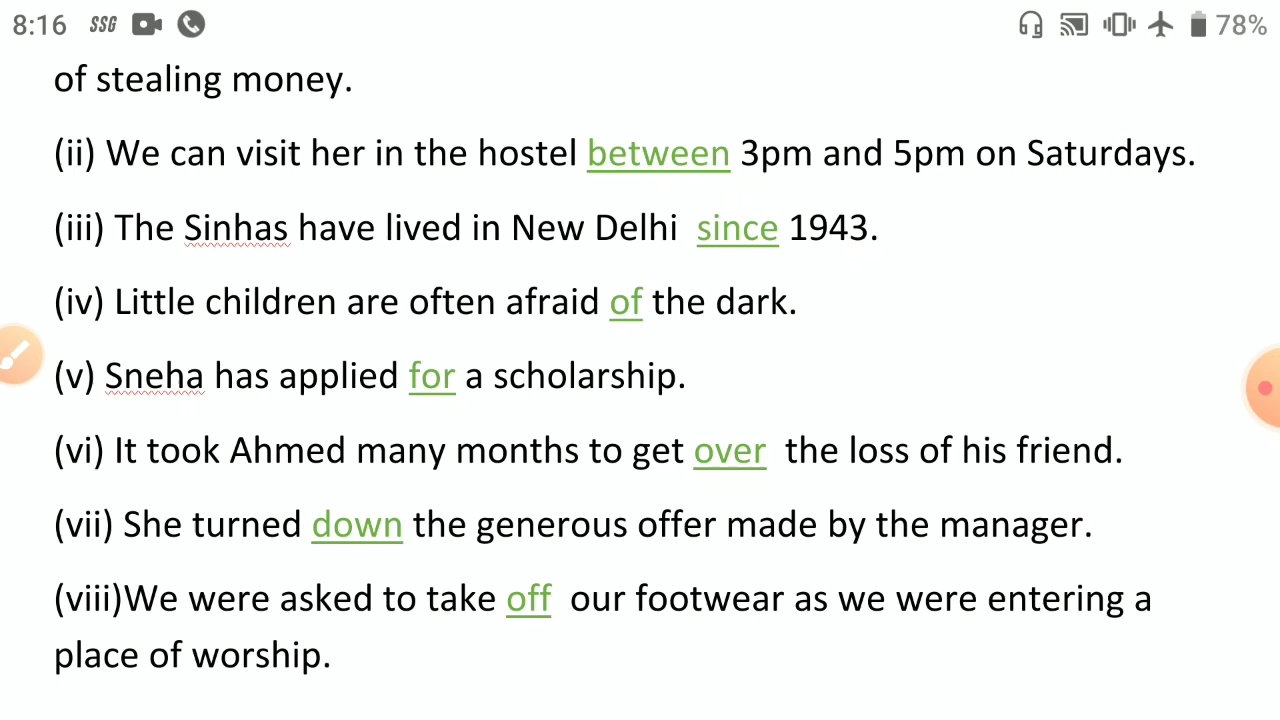 8:16 SSG 78%
of stealing money.
(ii) We can visit her in the hostel between 3pm and 5pm on Saturdays.
(iii) The Sinhas have lived in New Delhi since 1943.
(iv) Little children are often afraid of the dark.
(v) Sneha has applied for a scholarship.
(vi) It took Ahmed many months to get over the loss of his friend.
(vii) She turned down the generous offer made by the manager.
(viii)We were asked to take off our footwear as we were entering a
place of worship.